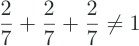 2/7 + 2/7 + 2/7 ≠ 1